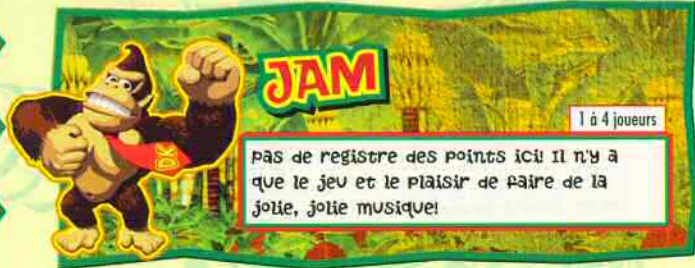 JAM
1 à 4 joueurs
Pas de registre des points ici! Il n'y a
que le jeu et le plaisir de faire de la
jolie, jolie musique!
DK